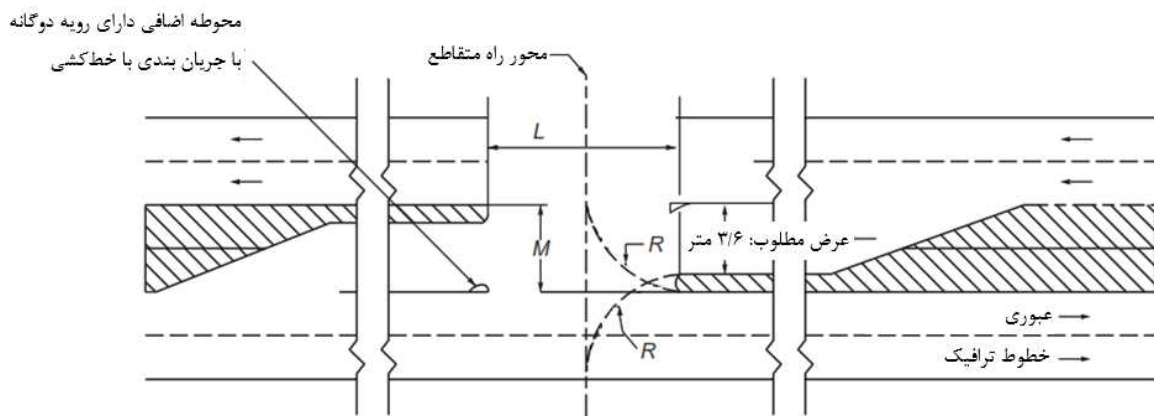 محوطه اضافی دارای رویه دوگانه
با جریان بندی با خط‌کشی
محور راه متقاطع
L
M
R
R
عرض مطلوب: ۳/۶ متر
عبوری
خطوط ترافیک